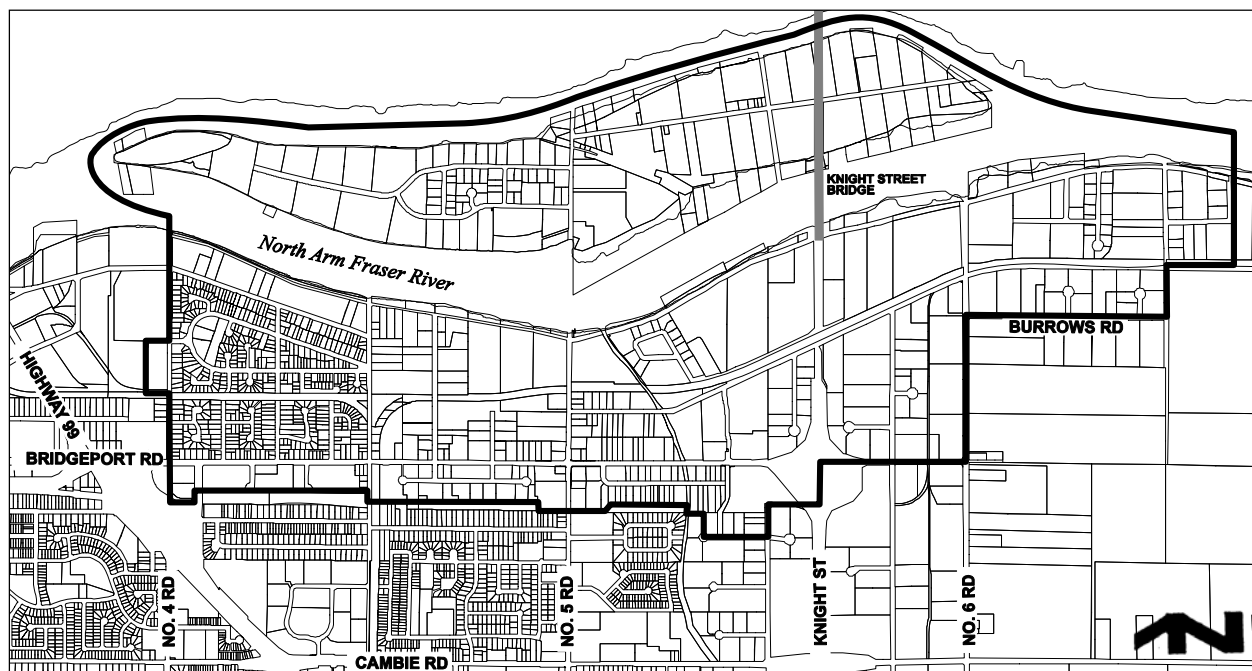 KNIGHT STREET
BRIDGE
North Arm Fraser River
BURROWS RD
HIGHWAY 99
BRIDGEPORT RD
NO. 4 RD
NO. 5 RD
KNIGHT ST
NO. 6 RD
CAMBIE RD